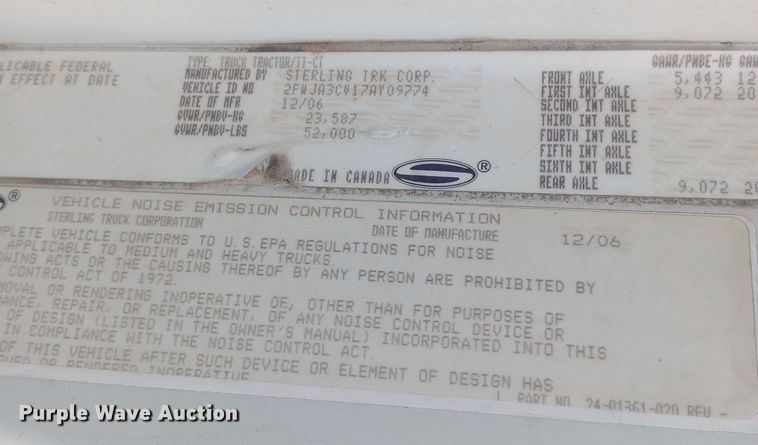 LICABLE FEDERAL
N EFFECT AT DATE
TYPE: TRUCK TRACTOR/TT-CT
MANUFACTURED BY STERLING TRK CORP.
VEHICLE ID NO 2FWJA3CV17AY09774
DATE OF MFR 12/06
GVWR/PNBV-KG 23,587
GVWR/PNBV-LBS 52,000
ADE IN CANADA S ®
GAWR/PNBE-KG GAW
FRONT AXLE 5,443 12
FIRST INT AXLE 9,072 20
SECOND INT AXLE
THIRD INT AXLE
FOURTH INT AXLE
FIFTH INT AXLE
SIXTH INT AXLE
REAR AXLE 9,072 20
® VEHICLE NOISE EMISSION CONTROL INFORMATION
STERLING TRUCK CORPORATION DATE OF MANUFACTURE 12/06
MPLETE VEHICLE CONFORMS TO U.S.EPA REGULATIONS FOR NOISE
APPLICABLE TO MEDIUM AND HEAVY TRUCKS.
OWING ACTS OR THE CAUSING THEREOF BY ANY PERSON ARE PROHIBITED BY
CONTROL ACT OF 1972.
MOVAL OR RENDERING INOPERATIVE OF, OTHER THAN FOR PURPOSES OF
NANCE, REPAIR, OR REPLACEMENT, OF ANY NOISE CONTROL DEVICE OR
OF DESIGN (LISTED IN THE OWNER'S MANUAL) INCORPORATED INTO THIS
IN COMPLIANCE WITH THE NOISE CONTROL ACT.
OF THIS VEHICLE AFTER SUCH DEVICE OR ELEMENT OF DESIGN HAS
OVED OR RENDERED INOPERATIVE
PART NO. 24-01361-020 REV -
Purple Wave Auction